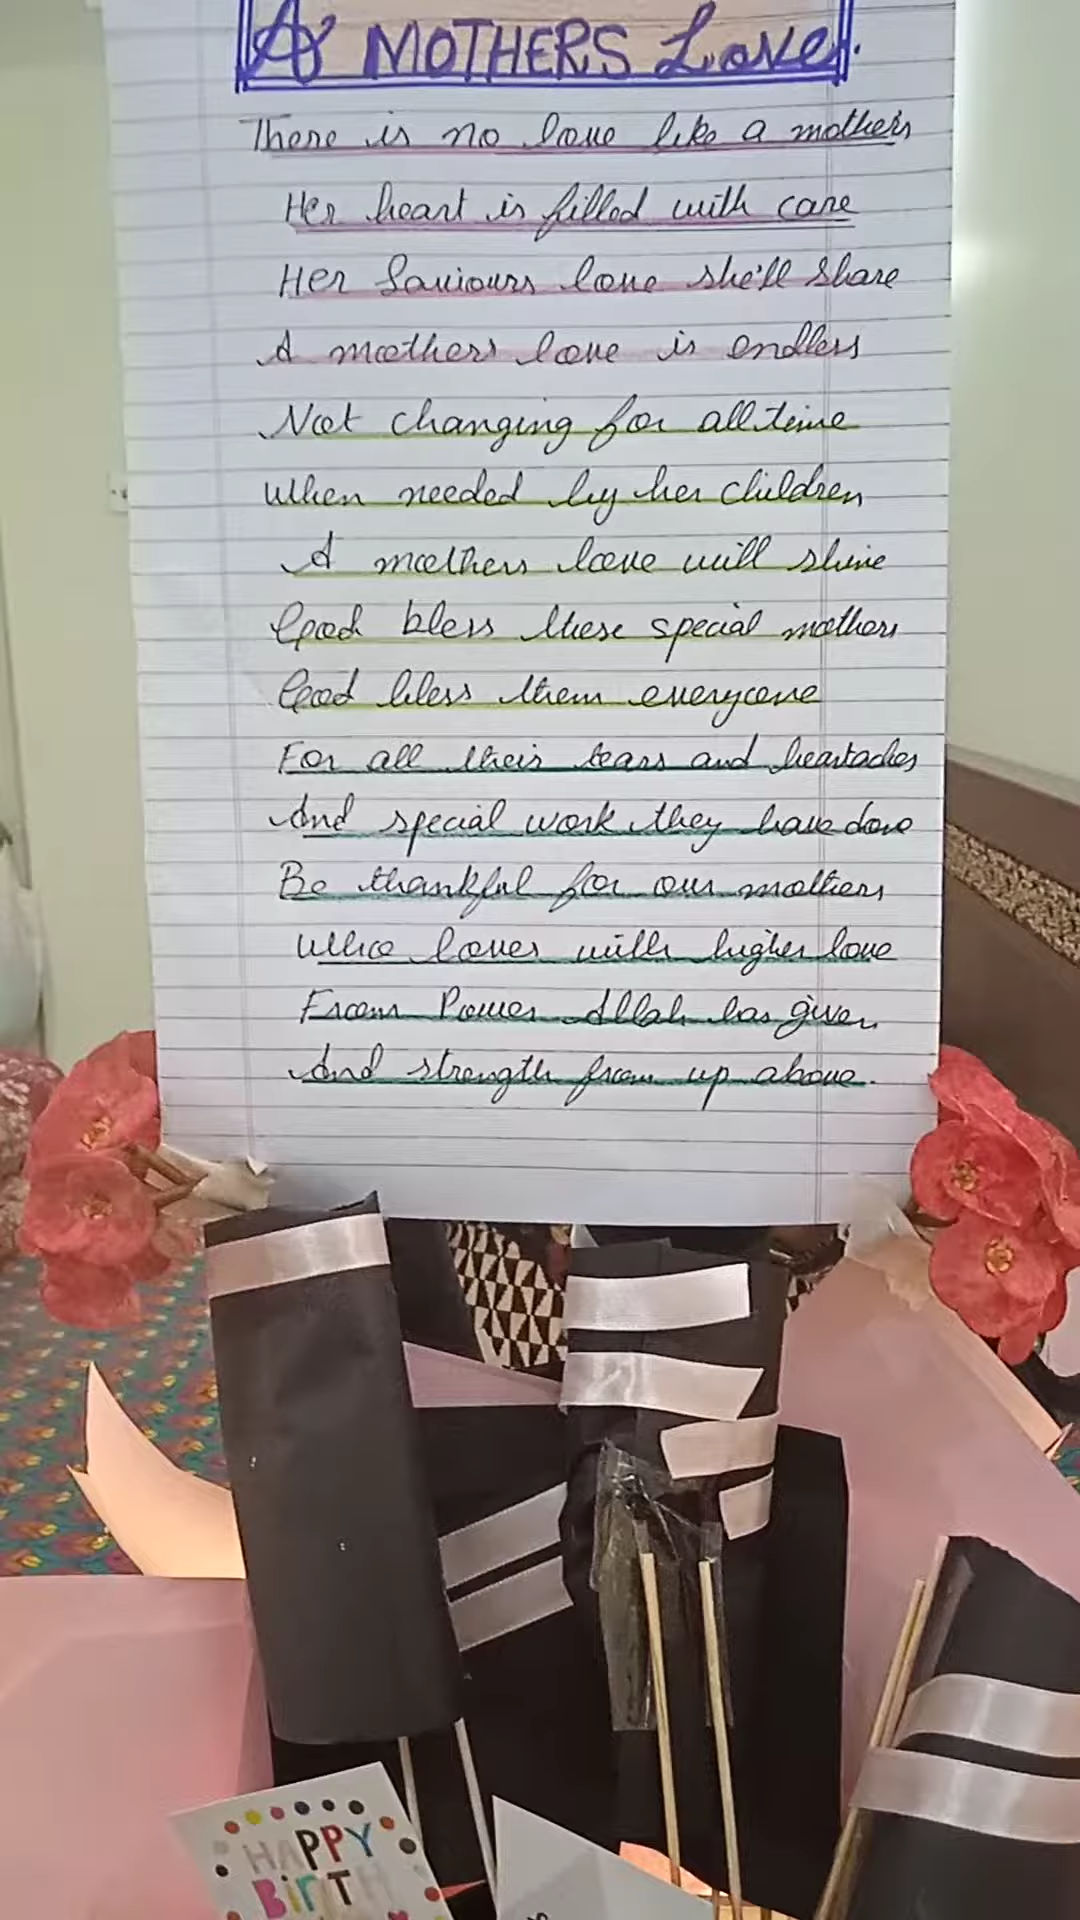 A MOTHERS Love.
There is no love like a mothers
Her heart is filled with care
Her Saviours love she'll share
A mothers love is endless
Not changing for all time
When needed by her children
A mothers love will shine
God bless these special mothers
God bless them everyone
For all their tears and heartaches
And special work they have done
Be thankful for our mothers
Who loves with higher love
From Power Allah has given
And strength from up above.
HAPPY
BIRTH